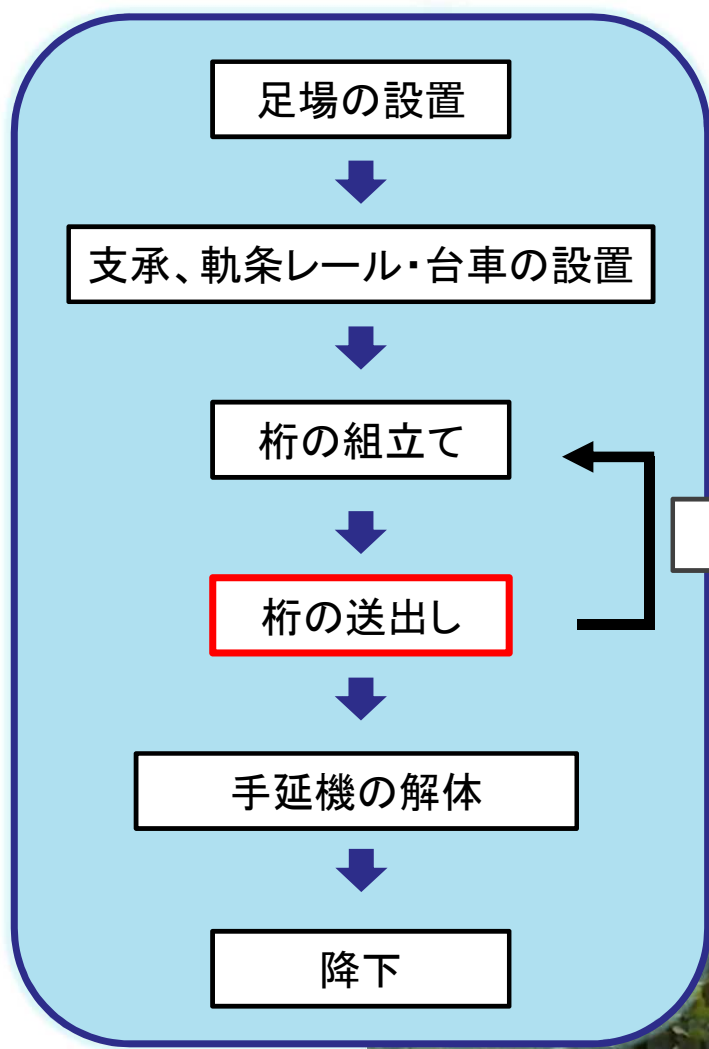 足場の設置
支承、軌条レール・台車の設置
桁の組立て
桁の送出し
手延機の解体
降下